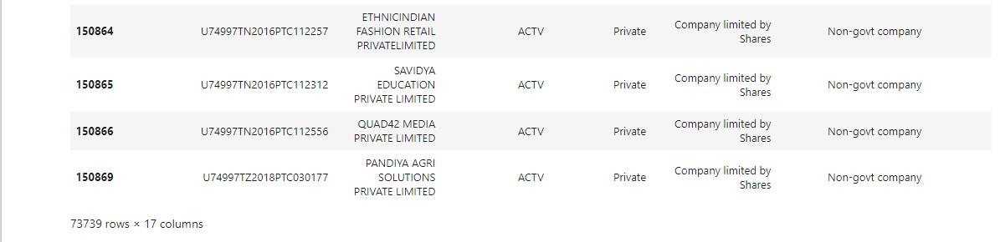 150864 U74997TN2016PTC112257 ETHNICINDIAN FASHION RETAIL PRIVATELIMITED ACTV Private Company limited by Shares Non-govt company
150865 U74997TN2016PTC112312 SAVIDYA EDUCATION PRIVATE LIMITED ACTV Private Company limited by Shares Non-govt company
150866 U74997TN2016PTC112556 QUAD42 MEDIA PRIVATE LIMITED ACTV Private Company limited by Shares Non-govt company
150869 U74997TZ2018PTC030177 PANDIYA AGRI SOLUTIONS PRIVATE LIMITED ACTV Private Company limited by Shares Non-govt company
73739 rows × 17 columns